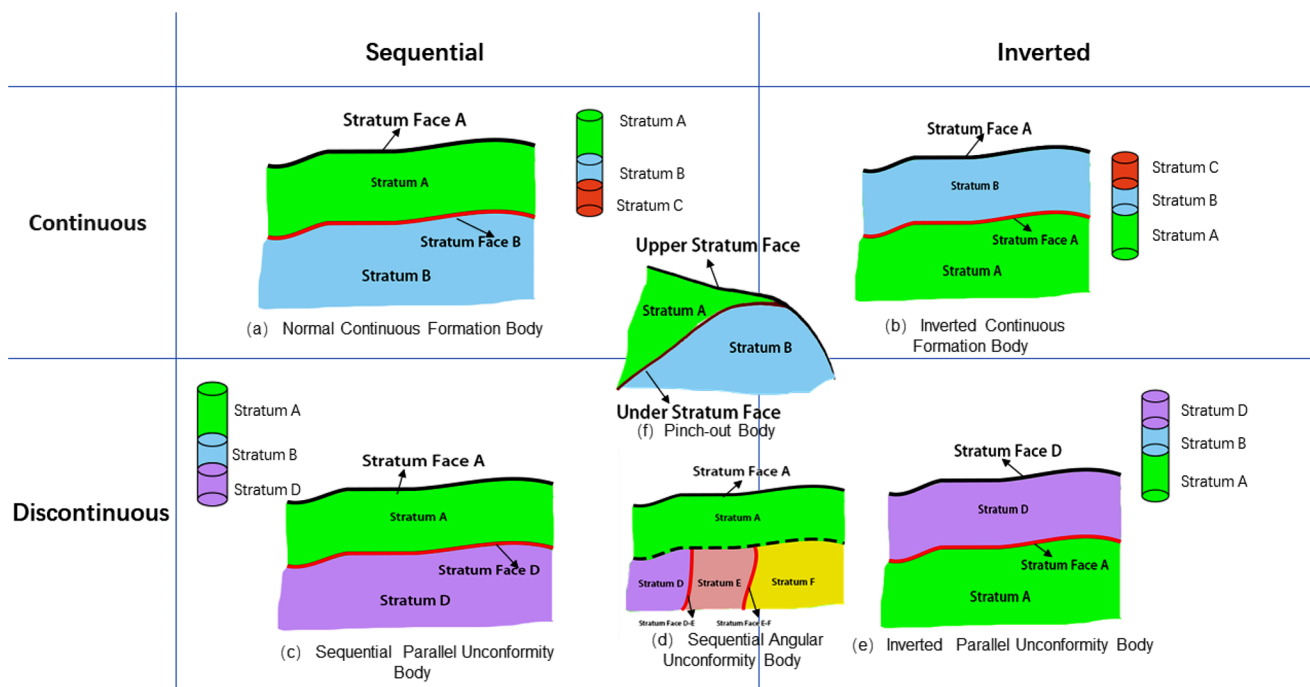 Sequential
Inverted
Continuous
Stratum Face A
Stratum A
Stratum Face B
Stratum B
Stratum A
Stratum B
Stratum C
(a) Normal Continuous Formation Body
Stratum Face A
Stratum B
Stratum Face A
Stratum A
Stratum C
Stratum B
Stratum A
(b) Inverted Continuous
Formation Body
Upper Stratum Face
Stratum A
Stratum B
Under Stratum Face
(f) Pinch-out Body
Discontinuous
Stratum A
Stratum B
Stratum D
Stratum Face A
Stratum A
Stratum Face D
Stratum D
(c) Sequential Parallel Unconformity
Body
Stratum Face A
Stratum A
Stratum D
Stratum E
Stratum F
Stratum Face D-E
Stratum Face E-F
(d) Sequential Angular
Unconformity Body
Stratum Face D
Stratum D
Stratum Face A
Stratum A
Stratum D
Stratum B
Stratum A
(e) Inverted Parallel Unconformity Body